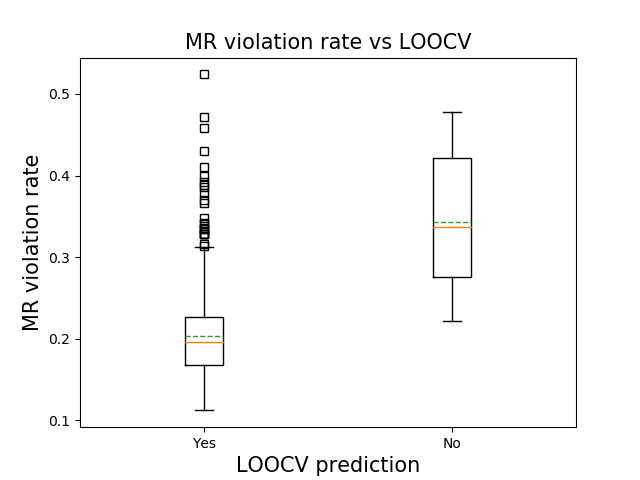 MR violation rate vs LOOCV
MR violation rate
0.5
0.4
0.3
0.2
0.1
Yes
No
LOOCV prediction